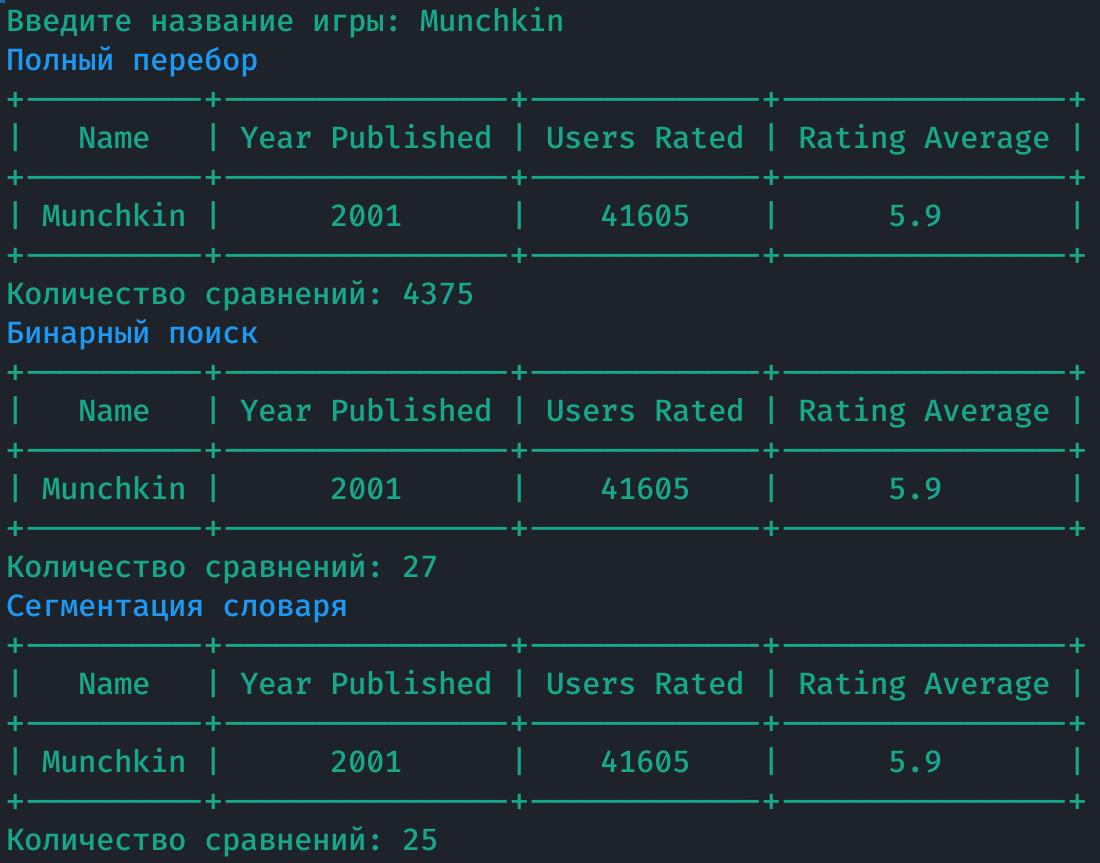 Введите название игры: Munchkin
Полный перебор
+----------+----------------+-------------+----------------+
|   Name   | Year Published | Users Rated | Rating Average |
+----------+----------------+-------------+----------------+
| Munchkin |      2001      |    41605    |      5.9       |
+----------+----------------+-------------+----------------+
Количество сравнений: 4375
Бинарный поиск
+----------+----------------+-------------+----------------+
|   Name   | Year Published | Users Rated | Rating Average |
+----------+----------------+-------------+----------------+
| Munchkin |      2001      |    41605    |      5.9       |
+----------+----------------+-------------+----------------+
Количество сравнений: 27
Сегментация словаря
+----------+----------------+-------------+----------------+
|   Name   | Year Published | Users Rated | Rating Average |
+----------+----------------+-------------+----------------+
| Munchkin |      2001      |    41605    |      5.9       |
+----------+----------------+-------------+----------------+
Количество сравнений: 25